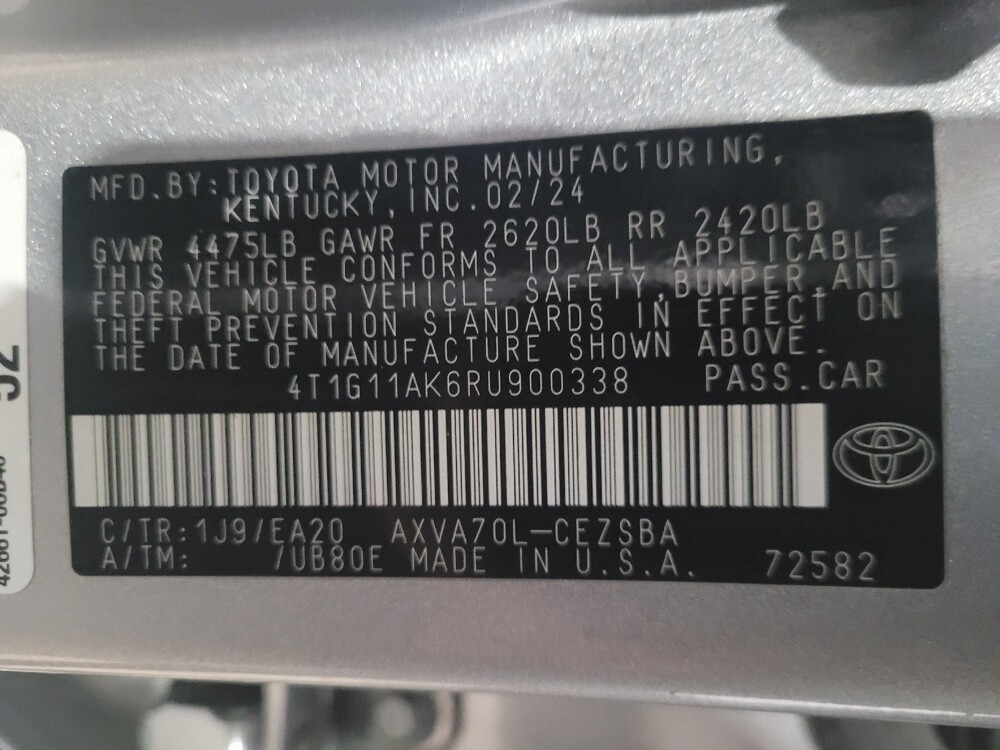 MFD.BY:TOYOTA MOTOR MANUFACTURING,
KENTUCKY,INC.02/24
GVWR 4475LB GAWR FR 2620LB RR 2420LB
THIS VEHICLE CONFORMS TO ALL APPLICABLE
FEDERAL MOTOR VEHICLE SAFETY,BUMPER,AND
THEFT PREVENTION STANDARDS IN EFFECT ON
THE DATE OF MANUFACTURE SHOWN ABOVE.
4T1G11AK6RU900338 PASS.CAR
C/TR:1J9/EA20 AXVA70L-CEZSBA
A/TM: 7UB80E MADE IN U.S.A. 72582